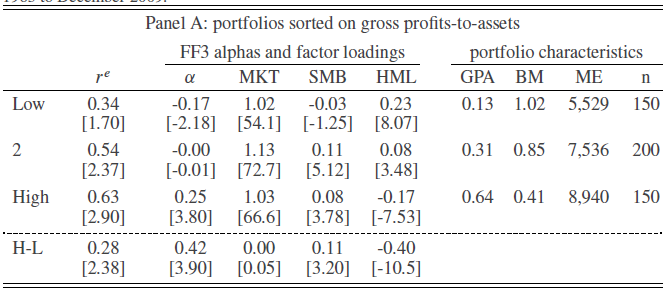 1963 to December 2009.
Panel A: portfolios sorted on gross profits-to-assets
FF3 alphas and factor loadings portfolio characteristics
rᵉ α MKT SMB HML GPA BM ME n
Low 0.34 -0.17 1.02 -0.03 0.23 0.13 1.02 5,529 150
[1.70] [-2.18] [54.1] [-1.25] [8.07]
2 0.54 -0.00 1.13 0.11 0.08 0.31 0.85 7,536 200
[2.37] [-0.01] [72.7] [5.12] [3.48]
High 0.63 0.25 1.03 0.08 -0.17 0.64 0.41 8,940 150
[2.90] [3.80] [66.6] [3.78] [-7.53]
H-L 0.28 0.42 0.00 0.11 -0.40
[2.38] [3.90] [0.05] [3.20] [-10.5]